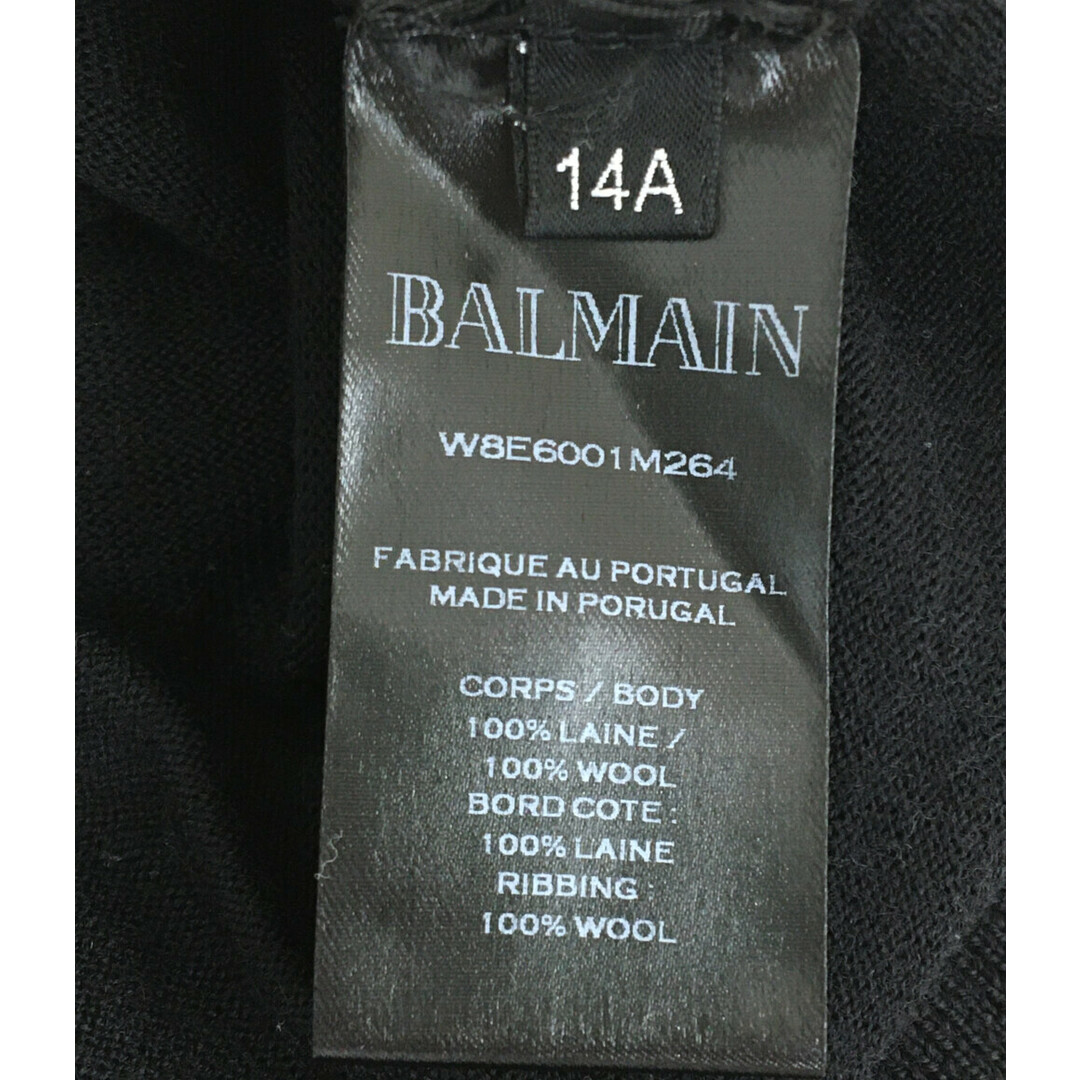 14A
BALMAIN
W8E6001M264
FABRIQUE AU PORTUGAL
MADE IN PORUGAL
CORPS / BODY
100% LAINE /
100% WOOL
BORD COTE :
100% LAINE
RIBBING :
100% WOOL